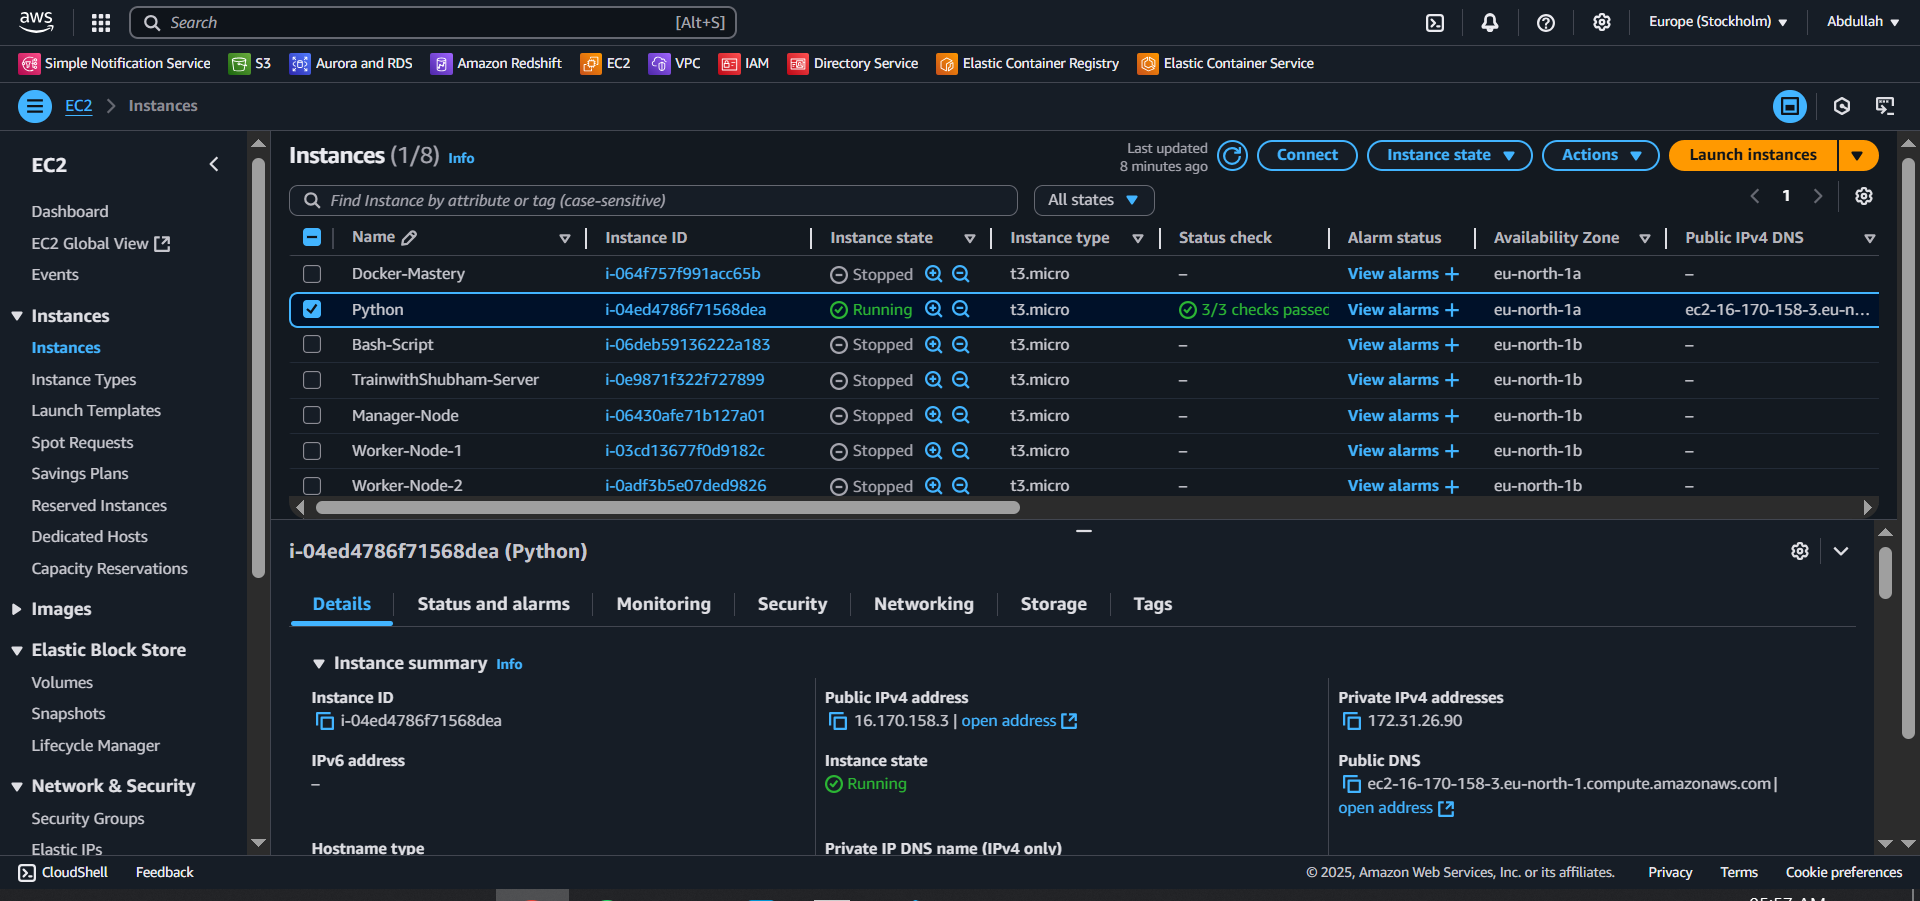 aws
Search [Alt+S]
Europe (Stockholm)
Abdullah
Simple Notification Service
S3
Aurora and RDS
Amazon Redshift
EC2
VPC
IAM
Directory Service
Elastic Container Registry
Elastic Container Service
EC2
Instances
EC2
Dashboard
EC2 Global View
Events
Instances
Instances
Instance Types
Launch Templates
Spot Requests
Savings Plans
Reserved Instances
Dedicated Hosts
Capacity Reservations
Images
Elastic Block Store
Volumes
Snapshots
Lifecycle Manager
Network & Security
Security Groups
Elastic IPs
Instances (1/8) Info
Last updated
8 minutes ago
Connect
Instance state
Actions
Launch instances
Find Instance by attribute or tag (case-sensitive)
All states
1
Name Instance ID Instance state Instance type Status check Alarm status Availability Zone Public IPv4 DNS
Docker-Mastery i-064f757f991acc65b Stopped t3.micro – View alarms + eu-north-1a –
Python i-04ed4786f71568dea Running t3.micro 3/3 checks passed View alarms + eu-north-1a ec2-16-170-158-3.eu-n...
Bash-Script i-06deb59136222a183 Stopped t3.micro – View alarms + eu-north-1b –
TrainwithShubham-Server i-0e9871f322f727899 Stopped t3.micro – View alarms + eu-north-1b –
Manager-Node i-06430afe71b127a01 Stopped t3.micro – View alarms + eu-north-1b –
Worker-Node-1 i-03cd13677f0d9182c Stopped t3.micro – View alarms + eu-north-1b –
Worker-Node-2 i-0adf3b5e07ded9826 Stopped t3.micro – View alarms + eu-north-1b –
i-04ed4786f71568dea (Python)
Details
Status and alarms
Monitoring
Security
Networking
Storage
Tags
Instance summary Info
Instance ID
i-04ed4786f71568dea
Public IPv4 address
16.170.158.3 | open address
Private IPv4 addresses
172.31.26.90
IPv6 address
–
Instance state
Running
Public DNS
ec2-16-170-158-3.eu-north-1.compute.amazonaws.com |
open address
Hostname type
Private IP DNS name (IPv4 only)
CloudShell
Feedback
© 2025, Amazon Web Services, Inc. or its affiliates.
Privacy
Terms
Cookie preferences